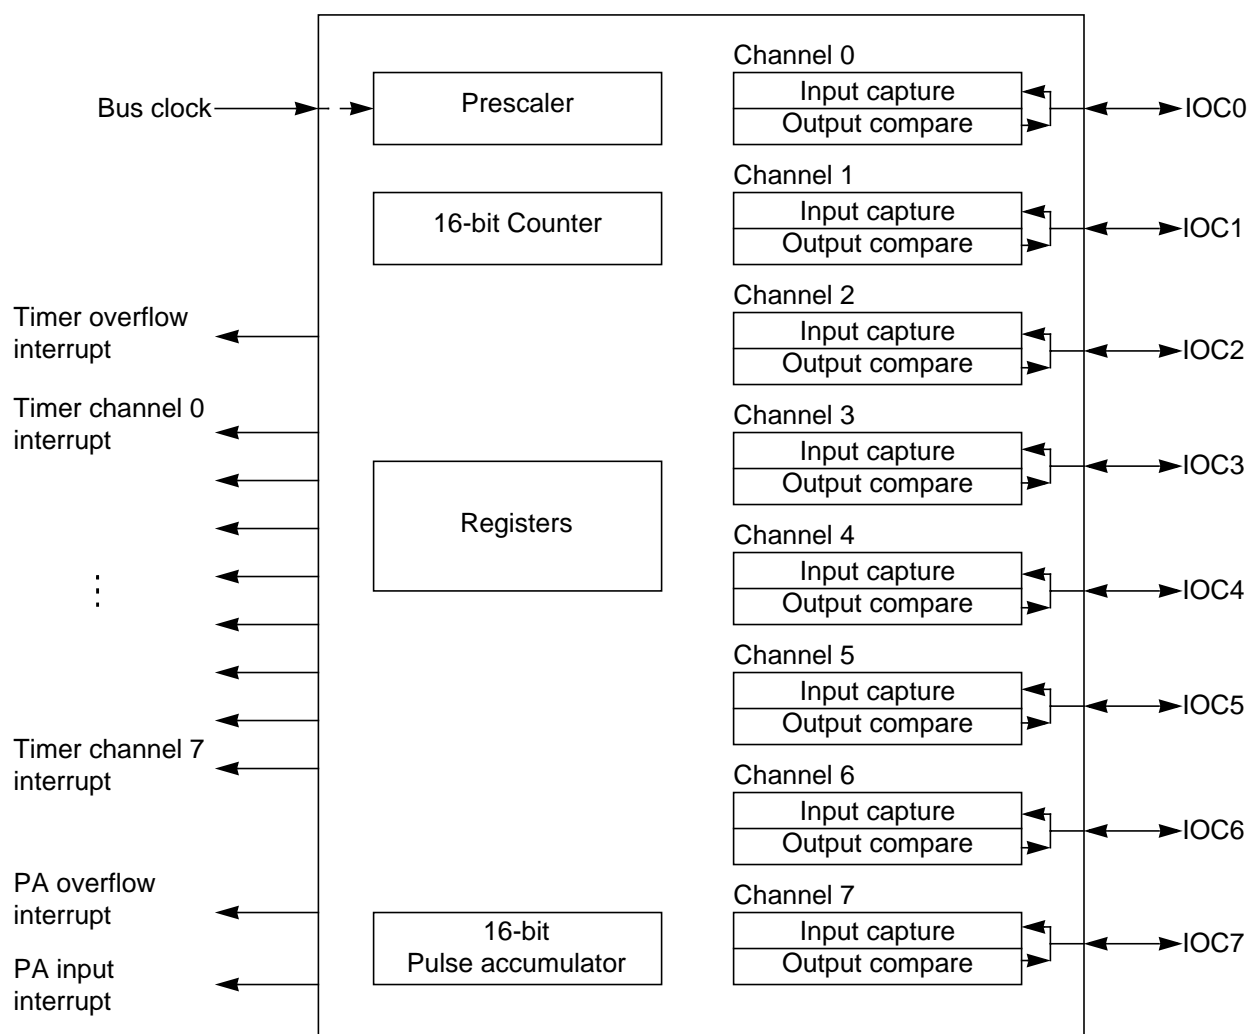 Bus clock
Prescaler
16-bit Counter
Timer overflow
interrupt
Timer channel 0
interrupt
Registers
Timer channel 7
interrupt
PA overflow
interrupt
PA input
interrupt
16-bit
Pulse accumulator
Channel 0
Input capture
Output compare
IOC0
Channel 1
Input capture
Output compare
IOC1
Channel 2
Input capture
Output compare
IOC2
Channel 3
Input capture
Output compare
IOC3
Channel 4
Input capture
Output compare
IOC4
Channel 5
Input capture
Output compare
IOC5
Channel 6
Input capture
Output compare
IOC6
Channel 7
Input capture
Output compare
IOC7